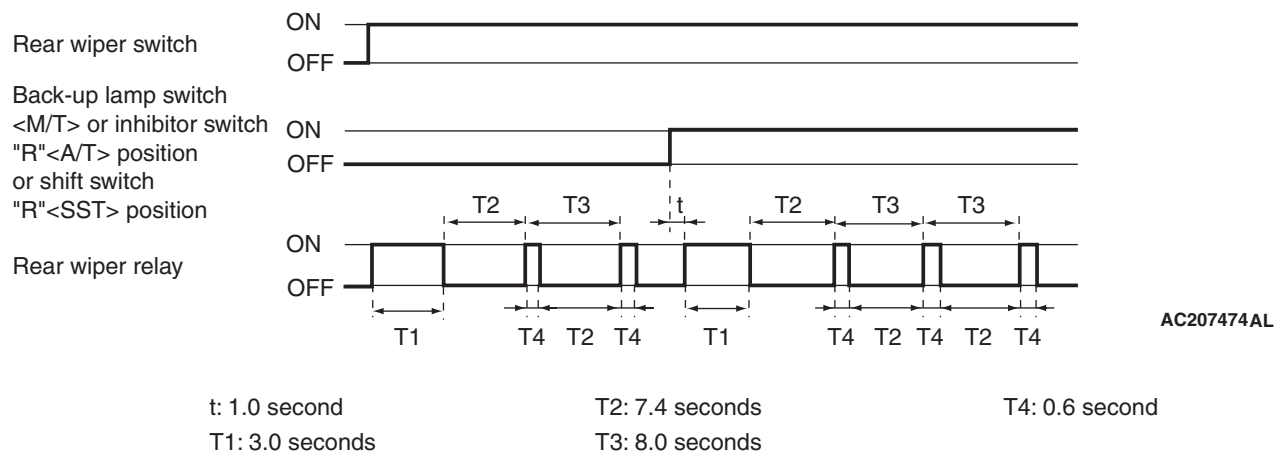 Rear wiper switch
ON
OFF
Back-up lamp switch
<M/T> or inhibitor switch
"R"<A/T> position
or shift switch
"R"<SST> position
ON
OFF
T2
T3
t
T2
T3
T3
Rear wiper relay
ON
OFF
T1
T4
T2
T4
T1
T4
T2
T4
T2
T4
AC207474AL
t: 1.0 second
T2: 7.4 seconds
T4: 0.6 second
T1: 3.0 seconds
T3: 8.0 seconds